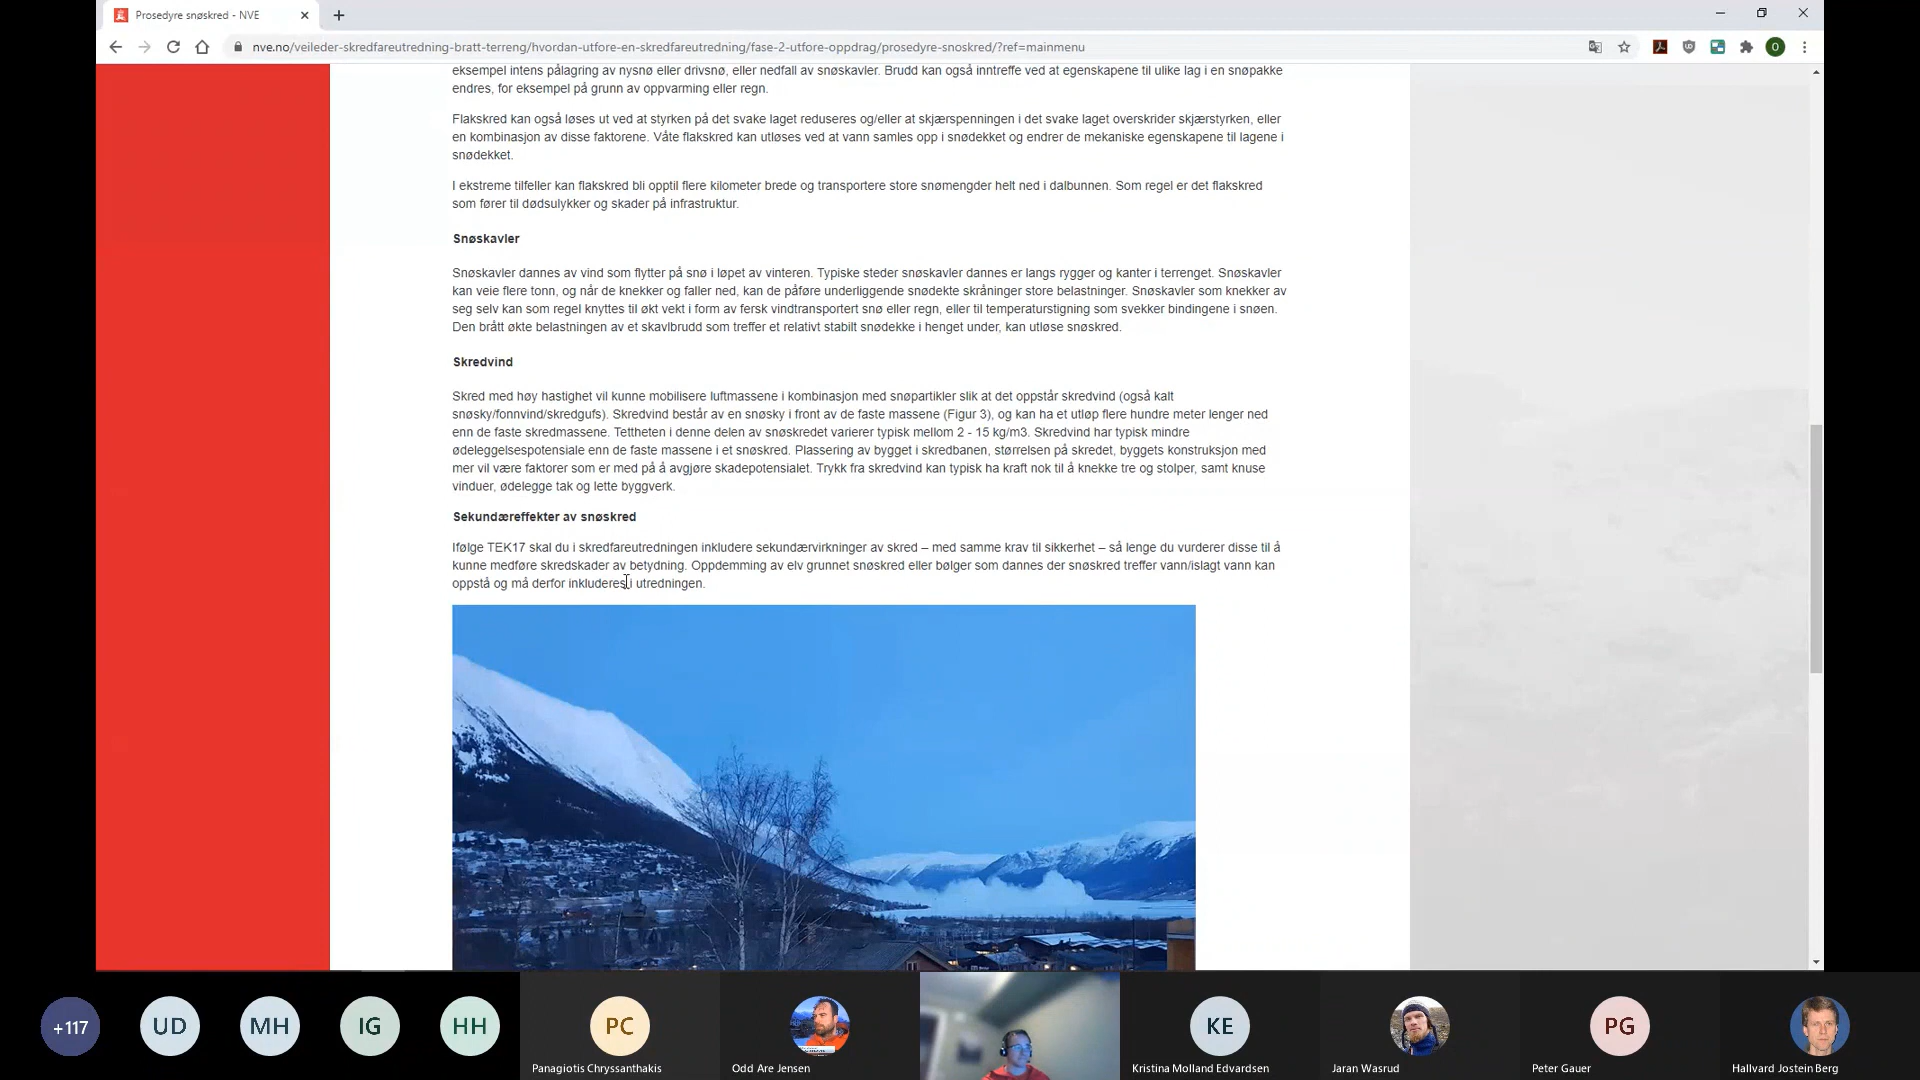 Prosedyre snøskred - NVE
nve.no/veileder-skredfareutredning-bratt-terreng/hvordan-utfore-en-skredfareutredning/fase-2-utfore-oppdrag/prosedyre-snoskred/?ref=mainmenu
O
eksempel intens pålagring av nysnø eller drivsnø, eller nedfall av snøskavler. Brudd kan også inntreffe ved at egenskapene til ulike lag i en snøpakke
endres, for eksempel på grunn av oppvarming eller regn.
Flakskred kan også løses ut ved at styrken på det svake laget reduseres og/eller at skjærspenningen i det svake laget overskrider skjærstyrken, eller
en kombinasjon av disse faktorene. Våte flakskred kan utløses ved at vann samles opp i snødekket og endrer de mekaniske egenskapene til lagene i
snødekket.
I ekstreme tilfeller kan flakskred bli opptil flere kilometer brede og transportere store snømengder helt ned i dalbunnen. Som regel er det flakskred
som fører til dødsulykker og skader på infrastruktur.
Snøskavler
Snøskavler dannes av vind som flytter på snø i løpet av vinteren. Typiske steder snøskavler dannes er langs rygger og kanter i terrenget. Snøskavler
kan veie flere tonn, og når de knekker og faller ned, kan de påføre underliggende snødekte skråninger store belastninger. Snøskavler som knekker av
seg selv kan som regel knyttes til økt vekt i form av fersk vindtransportert snø eller regn, eller til temperaturstigning som svekker bindingene i snøen.
Den brått økte belastningen av et skavlbrudd som treffer et relativt stabilt snødekke i henget under, kan utløse snøskred.
Skredvind
Skred med høy hastighet vil kunne mobilisere luftmassene i kombinasjon med snøpartikler slik at det oppstår skredvind (også kalt
snøsky/fonnvind/skredgufs). Skredvind består av en snøsky i front av de faste massene (Figur 3), og kan ha et utløp flere hundre meter lenger ned
enn de faste skredmassene. Tettheten i denne delen av snøskredet varierer typisk mellom 2 - 15 kg/m3. Skredvind har typisk mindre
ødeleggelsespotensiale enn de faste massene i et snøskred. Plassering av bygget i skredbanen, størrelsen på skredet, byggets konstruksjon med
mer vil være faktorer som er med på å avgjøre skadepotensialet. Trykk fra skredvind kan typisk ha kraft nok til å knekke tre og stolper, samt knuse
vinduer, ødelegge tak og lette byggverk.
Sekundæreffekter av snøskred
Ifølge TEK17 skal du i skredfareutredningen inkludere sekundærvirkninger av skred – med samme krav til sikkerhet – så lenge du vurderer disse til å
kunne medføre skredskader av betydning. Oppdemming av elv grunnet snøskred eller bølger som dannes der snøskred treffer vann/islagt vann kan
oppstå og må derfor inkluderes i utredningen.
+117
UD
MH
IG
HH
PC
KE
PG
Panagiotis Chryssanthakis
Odd Are Jensen
Kristina Molland Edvardsen
Jaran Wasrud
Peter Gauer
Hallvard Jostein Berg